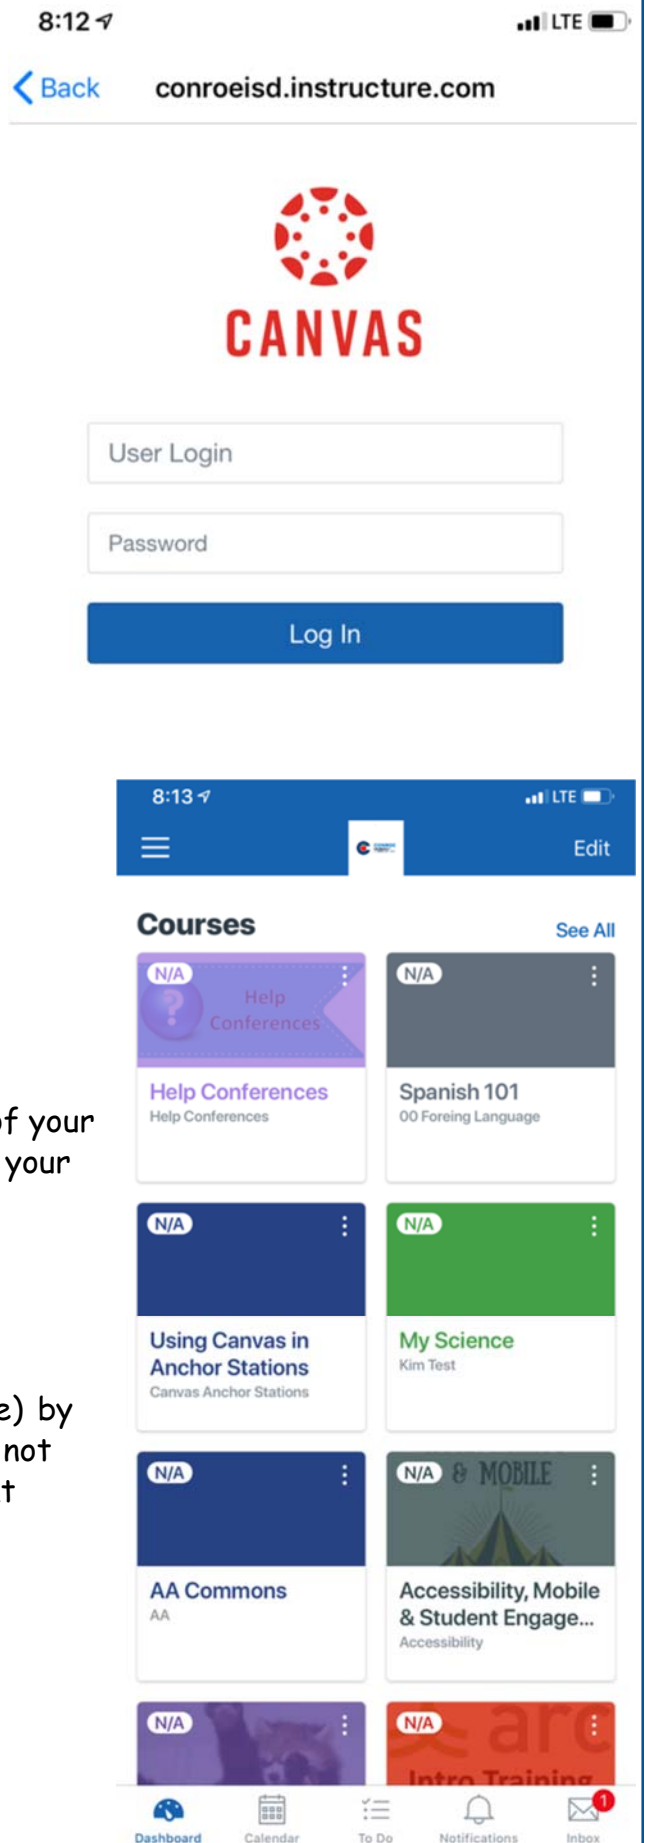 8:12
LTE
Back
conroeisd.instructure.com
CANVAS
User Login
Password
Log In
8:13
LTE
Edit
Courses
See All
N/A
Help
Conferences
Help Conferences
Help Conferences
N/A
Spanish 101
00 Foreing Language
of your
your
N/A
Using Canvas in
Anchor Stations
Canvas Anchor Stations
N/A
My Science
Kim Test
e) by
not
t
N/A
AA Commons
AA
N/A & MOBILE
Accessibility, Mobile
& Student Engage...
Accessibility
N/A
N/A
arc
Intro Training
Dashboard
Calendar
To Do
Notifications
1
Inbox